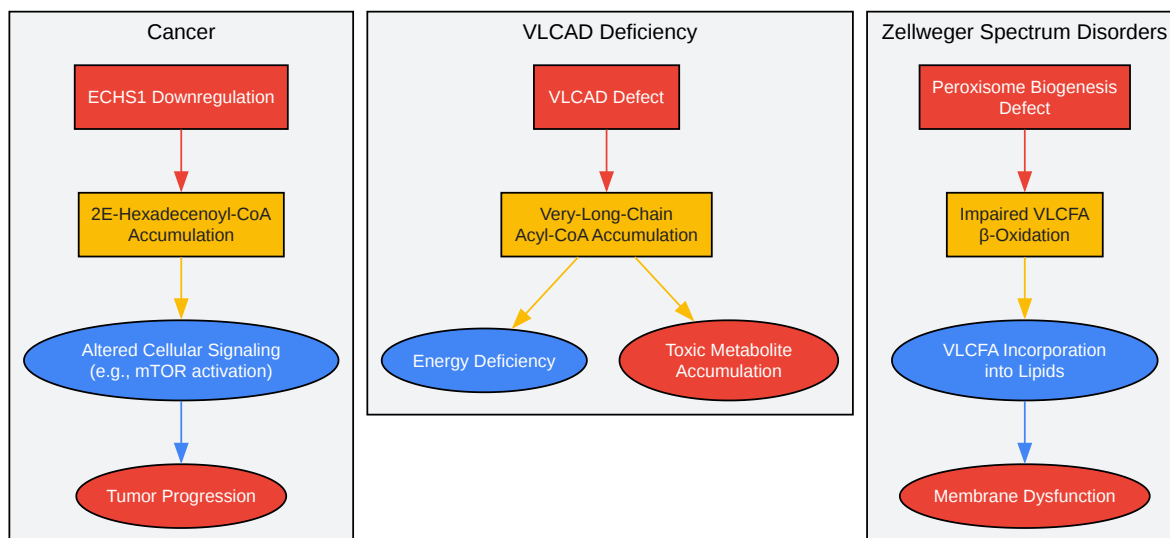 Cancer
ECHS1 Downregulation
2E-Hexadecenoyl-CoA
Accumulation
Altered Cellular Signaling
(e.g., mTOR activation)
Tumor Progression
VLCAD Deficiency
VLCAD Defect
Very-Long-Chain
Acyl-CoA Accumulation
Energy Deficiency
Toxic Metabolite
Accumulation
Zellweger Spectrum Disorders
Peroxisome Biogenesis
Defect
Impaired VLCFA
β-Oxidation
VLCFA Incorporation
into Lipids
Membrane Dysfunction